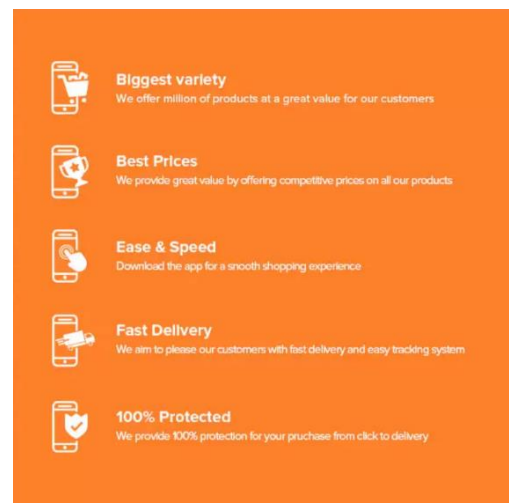 Biggest variety
We offer million of products at a great value for our customers
Best Prices
We provide great value by offering competitive prices on all our products
Ease & Speed
Download the app for a snooth shopping experience
Fast Delivery
We aim to please our customers with fast delivery and easy tracking system
100% Protected
We provide 100% protection for your pruchase from click to delivery